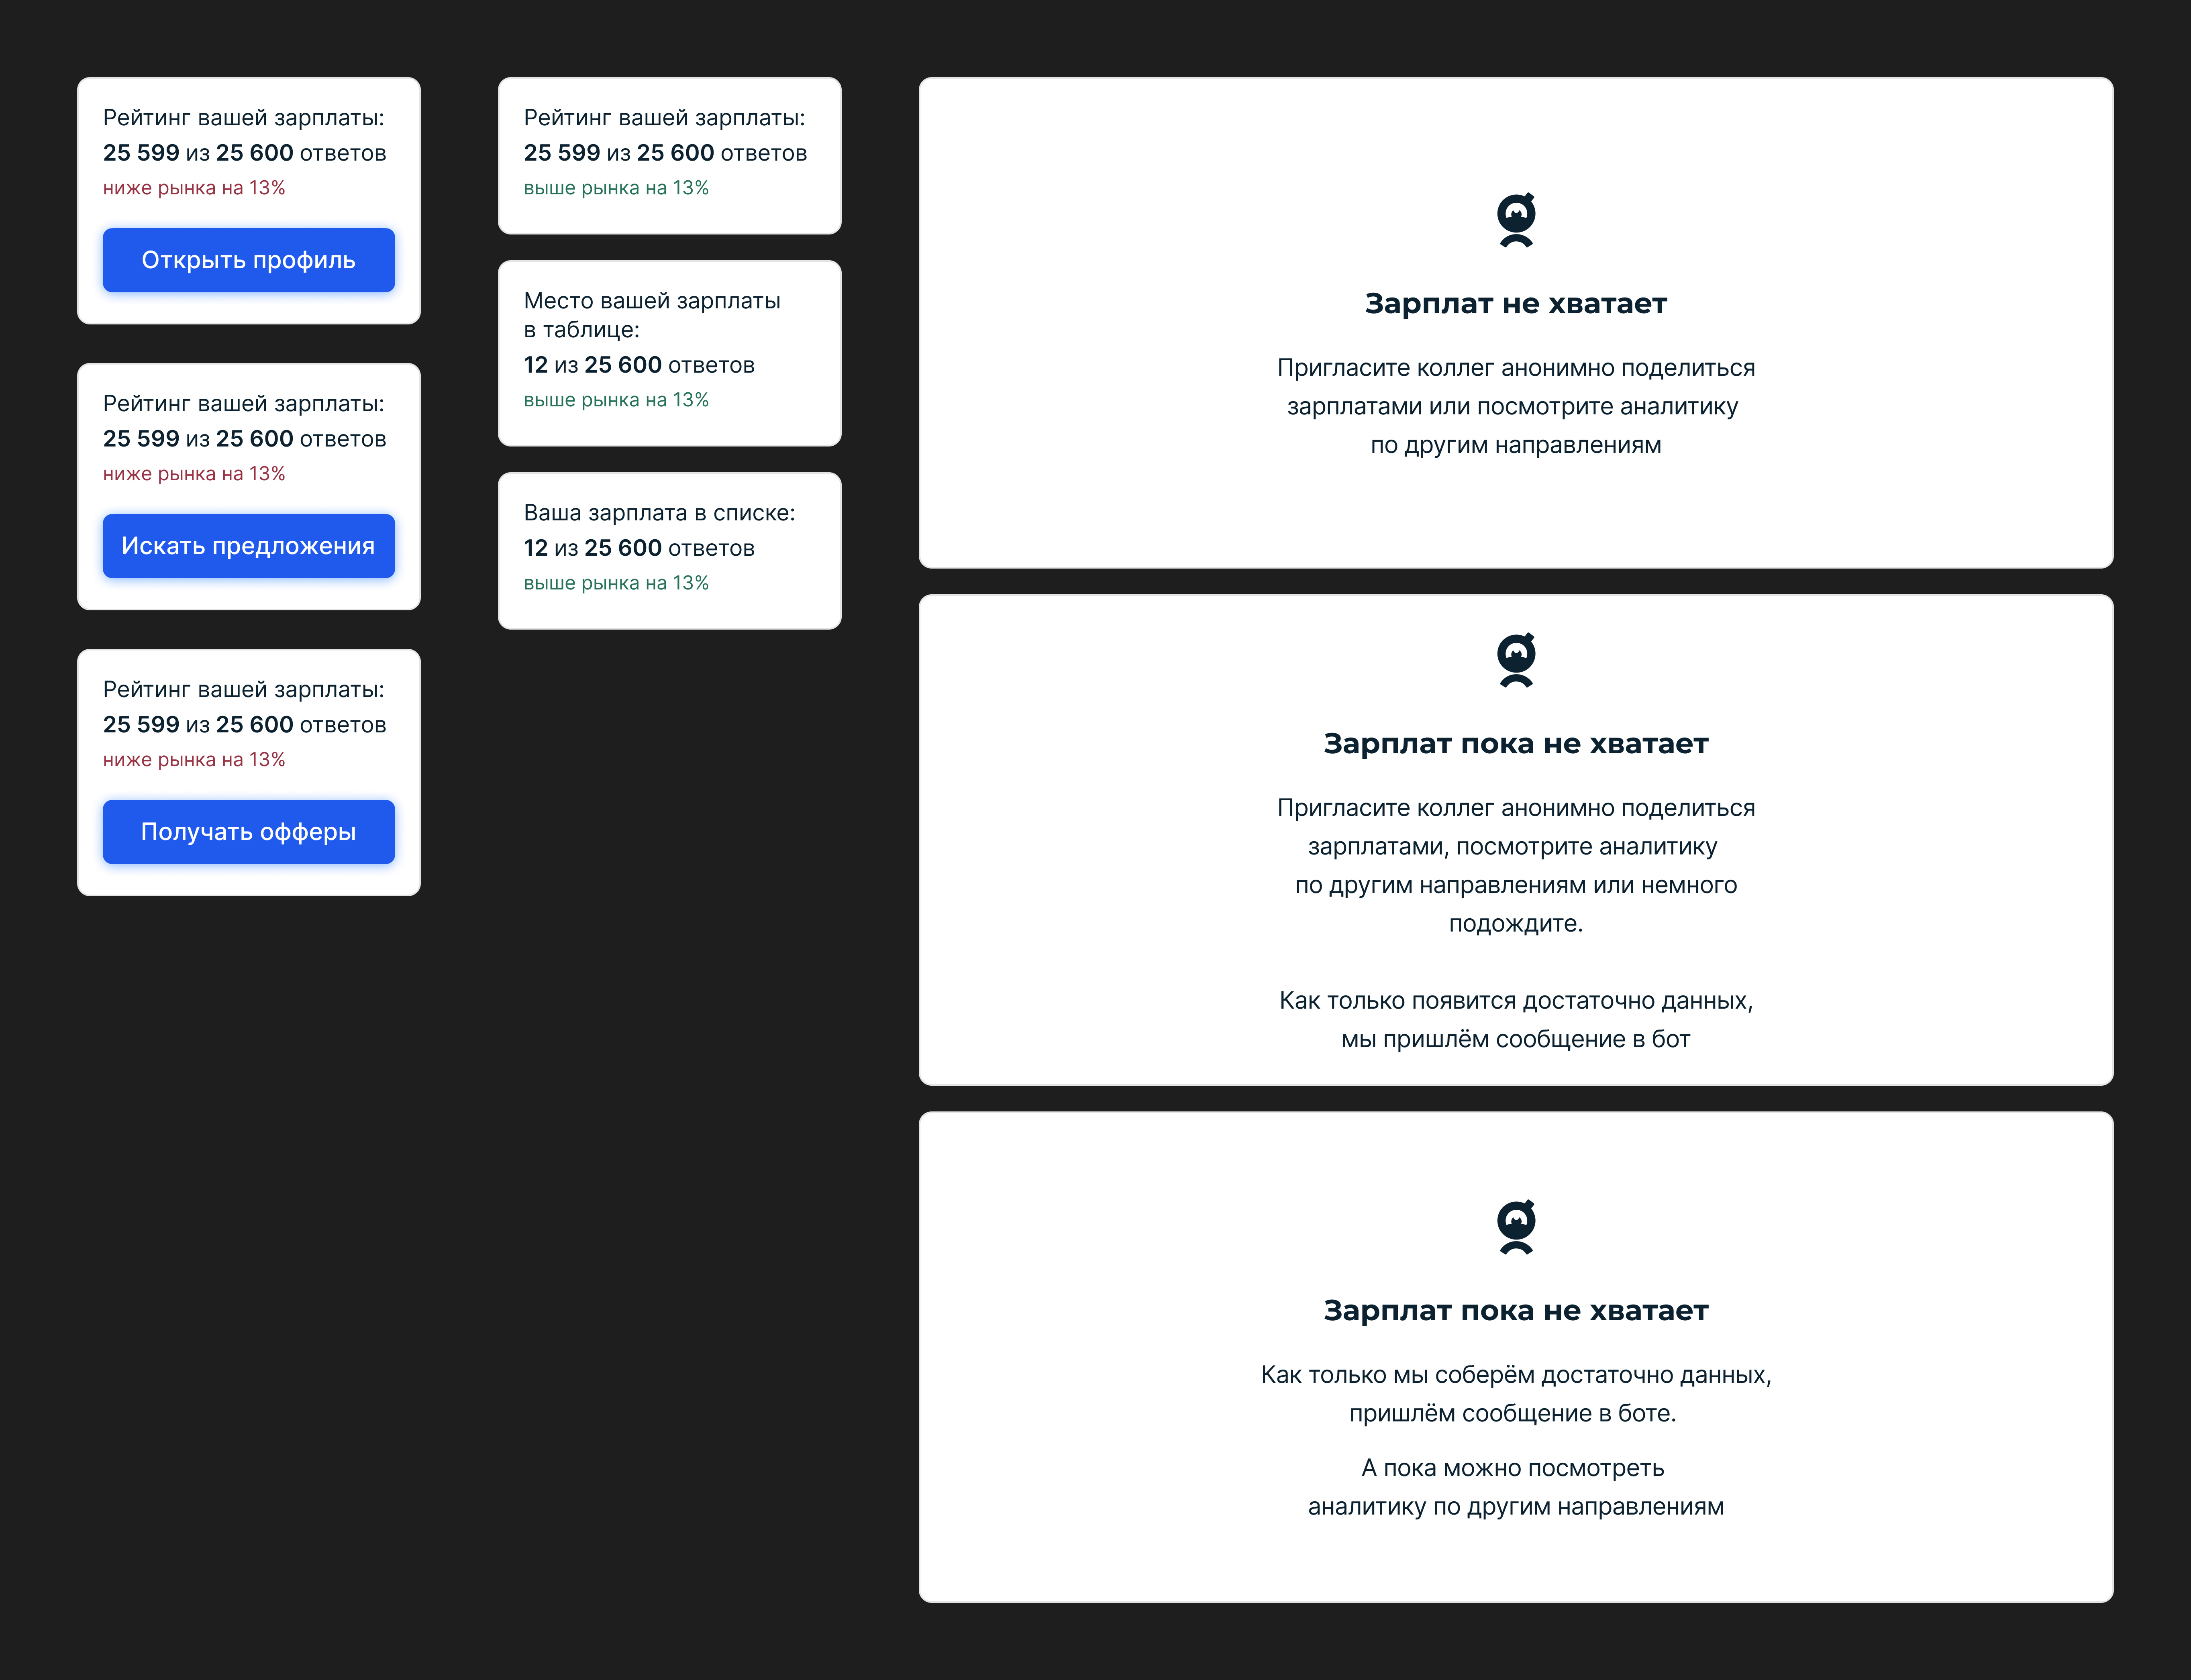 Рейтинг вашей зарплаты:
25 599 из 25 600 ответов
ниже рынка на 13%
Открыть профиль
Рейтинг вашей зарплаты:
25 599 из 25 600 ответов
ниже рынка на 13%
Искать предложения
Рейтинг вашей зарплаты:
25 599 из 25 600 ответов
ниже рынка на 13%
Получать офферы
Рейтинг вашей зарплаты:
25 599 из 25 600 ответов
выше рынка на 13%
Место вашей зарплаты
в таблице:
12 из 25 600 ответов
выше рынка на 13%
Ваша зарплата в списке:
12 из 25 600 ответов
выше рынка на 13%
Зарплат не хватает
Пригласите коллег анонимно поделиться
зарплатами или посмотрите аналитику
по другим направлениям
Зарплат пока не хватает
Пригласите коллег анонимно поделиться
зарплатами, посмотрите аналитику
по другим направлениям или немного
подождите.
Как только появится достаточно данных,
мы пришлём сообщение в бот
Зарплат пока не хватает
Как только мы соберём достаточно данных,
пришлём сообщение в боте.
А пока можно посмотреть
аналитику по другим направлениям